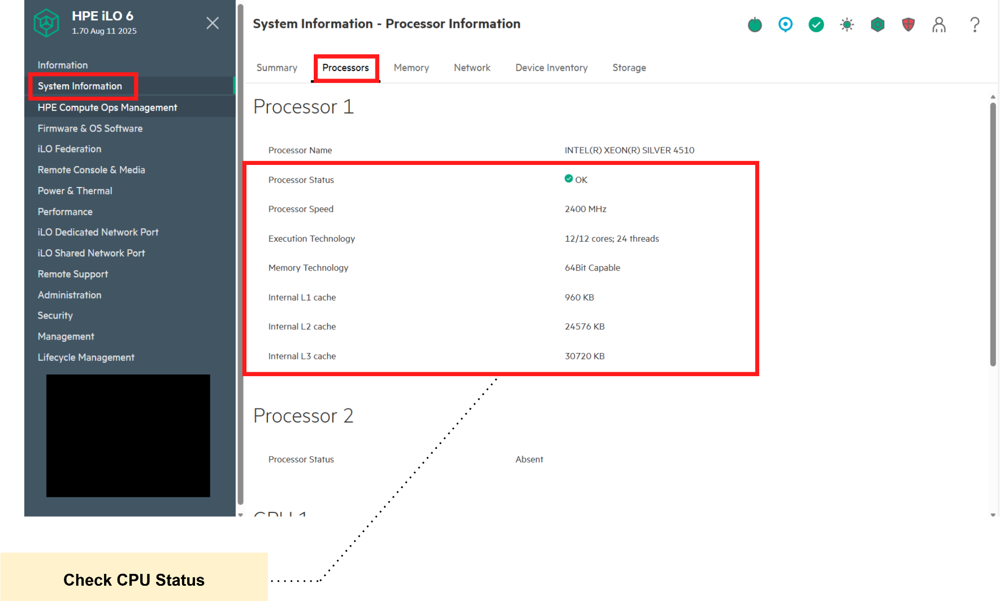 HPE iLO 6
1.70 Aug 11 2025
Information
System Information
HPE Compute Ops Management
Firmware & OS Software
iLO Federation
Remote Console & Media
Power & Thermal
Performance
iLO Dedicated Network Port
iLO Shared Network Port
Remote Support
Administration
Security
Management
Lifecycle Management
System Information - Processor Information
?
Summary Processors Memory Network Device Inventory Storage
Processor 1
Processor Name INTEL(R) XEON(R) SILVER 4510
Processor Status OK
Processor Speed 2400 MHz
Execution Technology 12/12 cores; 24 threads
Memory Technology 64Bit Capable
Internal L1 cache 960 KB
Internal L2 cache 24576 KB
Internal L3 cache 30720 KB
Processor 2
Processor Status Absent
Check CPU Status